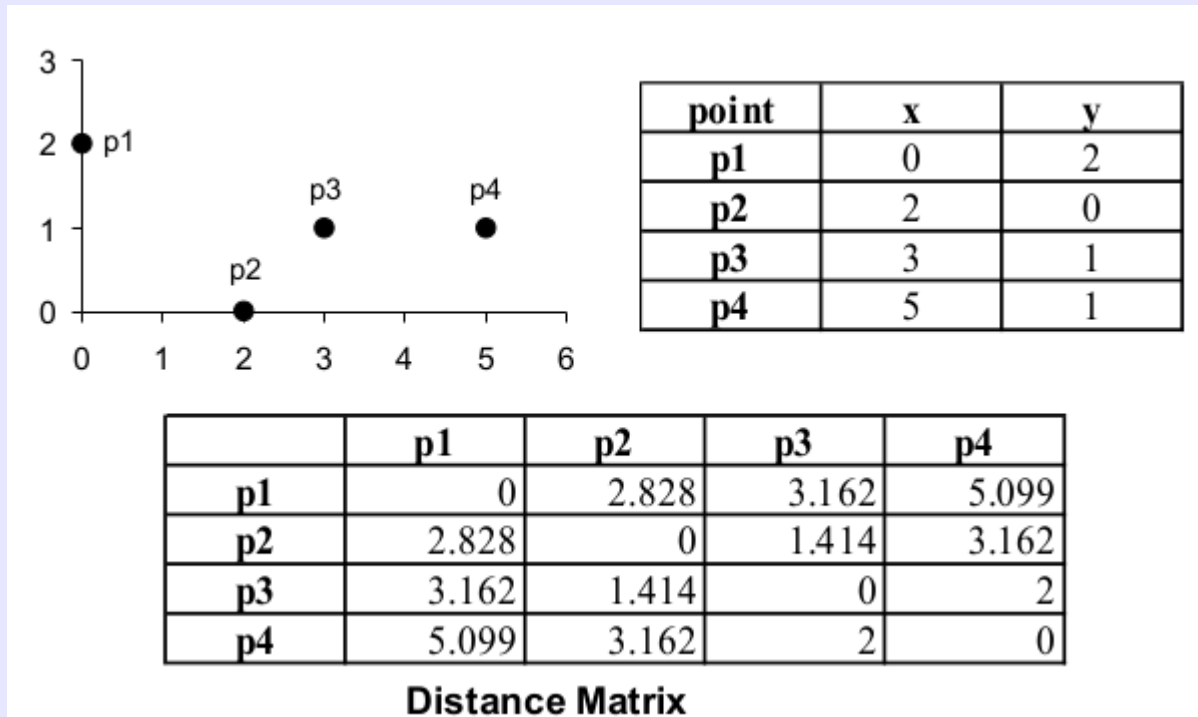 3
2 p1
p3 p4
1
p2
0
0 1 2 3 4 5 6
point x y
p1 0 2
p2 2 0
p3 3 1
p4 5 1
p1 p2 p3 p4
p1 0 2.828 3.162 5.099
p2 2.828 0 1.414 3.162
p3 3.162 1.414 0 2
p4 5.099 3.162 2 0
Distance Matrix